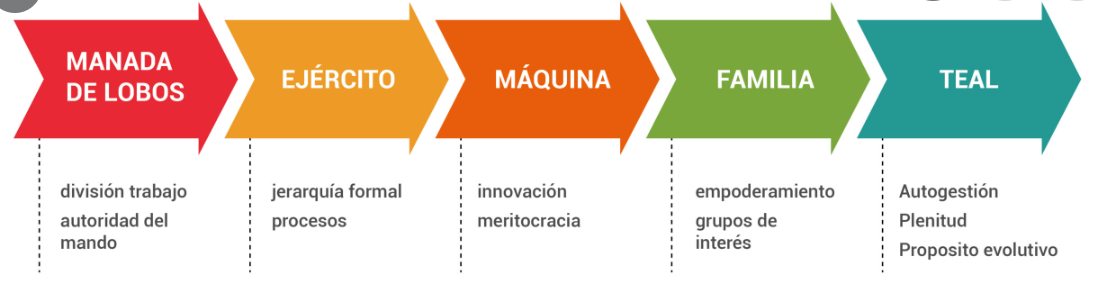 MANADA
DE LOBOS
EJÉRCITO
MÁQUINA
FAMILIA
TEAL
división trabajo
autoridad del
mando
jerarquía formal
procesos
innovación
meritocracia
empoderamiento
grupos de
interés
Autogestión
Plenitud
Proposito evolutivo